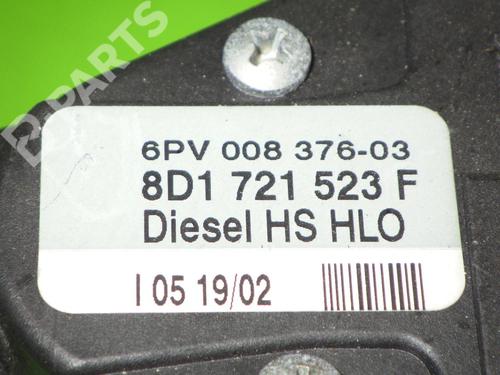 B-PARTS
6PV 008 376-03
8D1 721 523 F
Diesel HS HLO
I 05 19/02